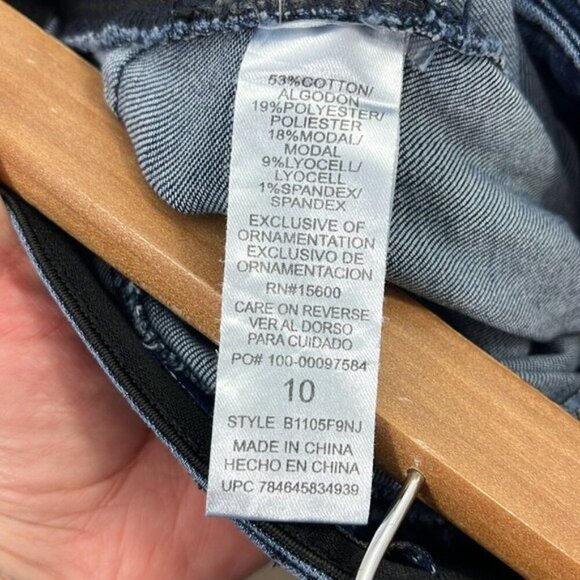 53%COTTON/
ALGODON
19%POLYESTER/
POLIESTER
18%MODAL/
MODAL
9%LYOCELL/
LYOCELL
1%SPANDEX/
SPANDEX
EXCLUSIVE OF
ORNAMENTATION
EXCLUSIVO DE
ORNAMENTACION
RN#15600
CARE ON REVERSE
VER AL DORSO
PARA CUIDADO
PO# 100-00097584
10
STYLE B1105F9NJ
MADE IN CHINA
HECHO EN CHINA
UPC 784645834939